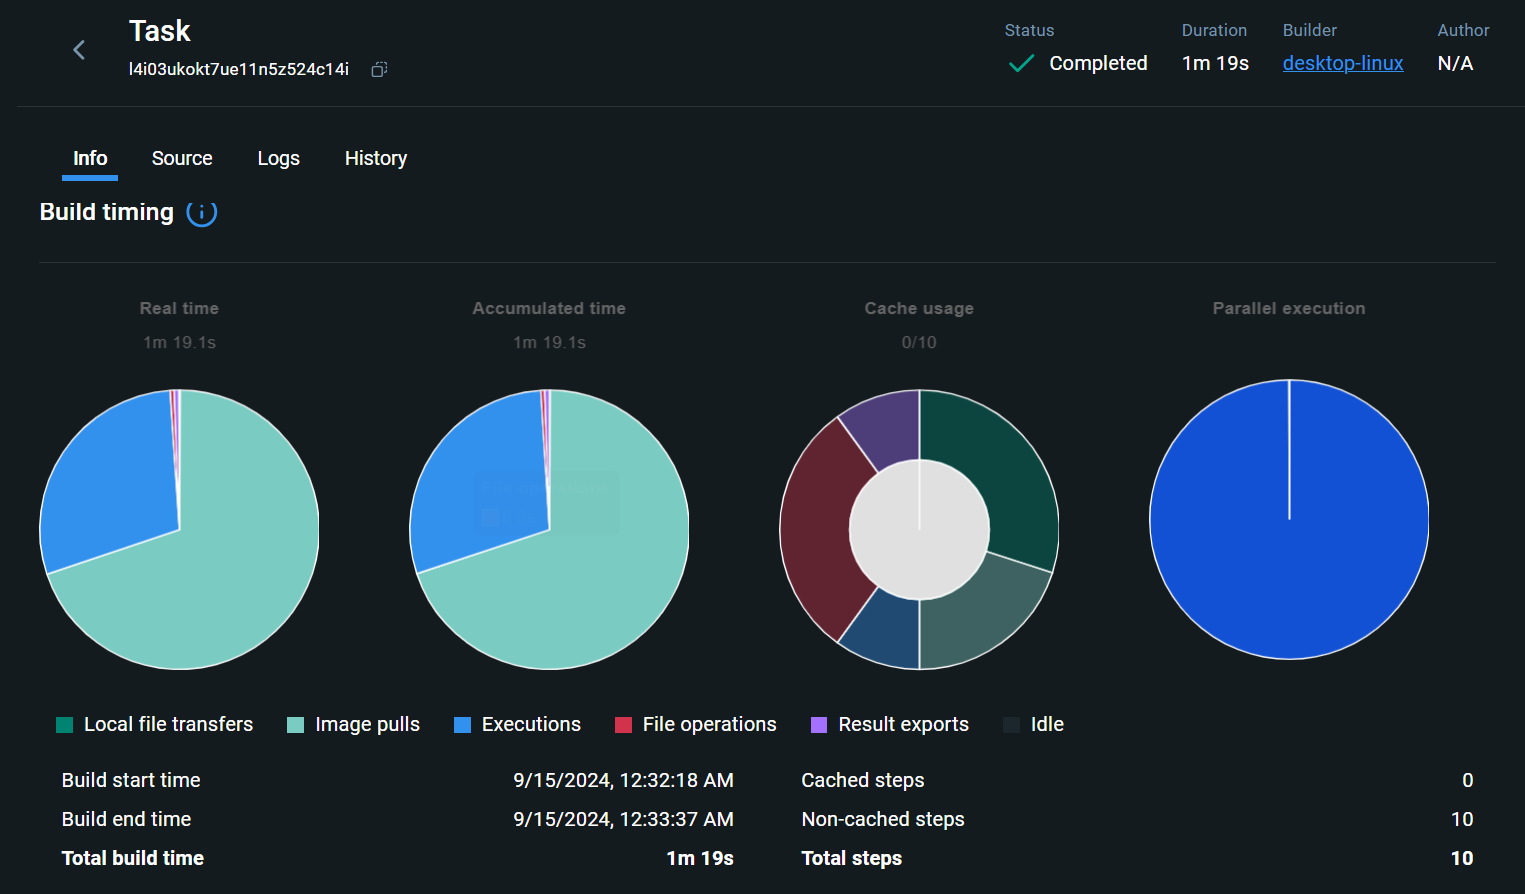 Task
l4i03ukokt7ue11n5z524c14i
Status
Completed
Duration
1m 19s
Builder
desktop-linux
Author
N/A
Info Source Logs History
Build timing
Real time
1m 19.1s
Accumulated time
1m 19.1s
Cache usage
0/10
Parallel execution
Local file transfers Image pulls Executions File operations Result exports Idle
Build start time 9/15/2024, 12:32:18 AM
Build end time 9/15/2024, 12:33:37 AM
Total build time 1m 19s
Cached steps 0
Non-cached steps 10
Total steps 10